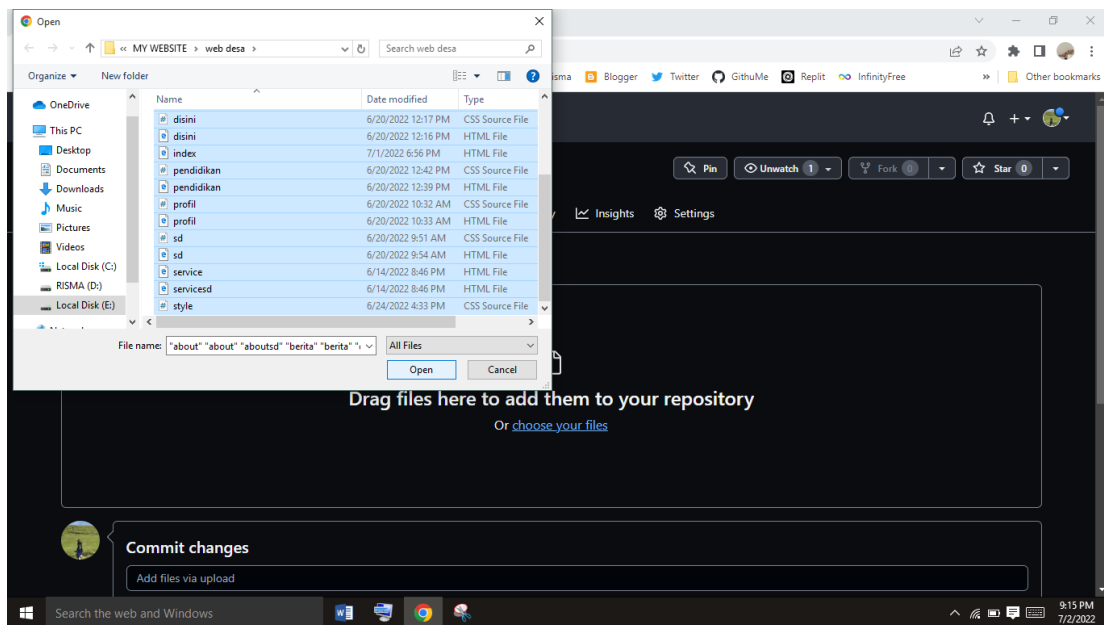 Open
« MY WEBSITE › web desa ›
Search web desa
isma Blogger Twitter GithuMe Replit InfinityFree » Other bookmarks
Organize New folder
Name Date modified Type
OneDrive
This PC
Desktop
Documents
Downloads
Music
Pictures
Videos
Local Disk (C:)
RISMA (D:)
Local Disk (E:)
disini 6/20/2022 12:17 PM CSS Source File
disini 6/20/2022 12:16 PM HTML File
index 7/1/2022 6:56 PM HTML File
pendidikan 6/20/2022 12:42 PM CSS Source File
pendidikan 6/20/2022 12:39 PM HTML File
profil 6/20/2022 10:32 AM CSS Source File
profil 6/20/2022 10:33 AM HTML File
sd 6/20/2022 9:51 AM CSS Source File
sd 6/20/2022 9:54 AM HTML File
service 6/14/2022 8:46 PM HTML File
servicesd 6/14/2022 8:46 PM HTML File
style 6/24/2022 4:33 PM CSS Source File
File name: "about" "about" "aboutsd" "berita" "berita" All Files
Open Cancel
Pin Unwatch 1 Fork 0 Star 0
Insights Settings
Drag files here to add them to your repository
Or choose your files
Commit changes
Add files via upload
Search the web and Windows
9:15 PM
7/2/2022